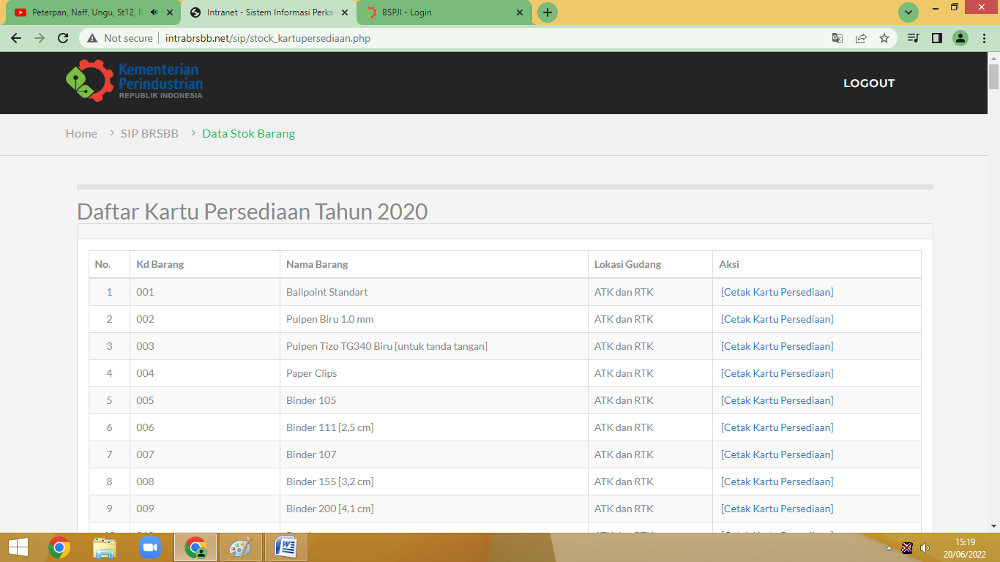 Peterpan, Naff, Ungu, St12, R
Intranet - Sistem Informasi Perka
BSPJI - Login
Not secure
intrabrsbb.net/sip/stock_kartupersediaan.php
Kementerian
Perindustrian
REPUBLIK INDONESIA
LOGOUT
Home > SIP BRSBB > Data Stok Barang
Daftar Kartu Persediaan Tahun 2020
No. Kd Barang Nama Barang Lokasi Gudang Aksi
1 001 Ballpoint Standart ATK dan RTK [Cetak Kartu Persediaan]
2 002 Pulpen Biru 1.0 mm ATK dan RTK [Cetak Kartu Persediaan]
3 003 Pulpen Tizo TG340 Biru [untuk tanda tangan] ATK dan RTK [Cetak Kartu Persediaan]
4 004 Paper Clips ATK dan RTK [Cetak Kartu Persediaan]
5 005 Binder 105 ATK dan RTK [Cetak Kartu Persediaan]
6 006 Binder 111 [2,5 cm] ATK dan RTK [Cetak Kartu Persediaan]
7 007 Binder 107 ATK dan RTK [Cetak Kartu Persediaan]
8 008 Binder 155 [3,2 cm] ATK dan RTK [Cetak Kartu Persediaan]
9 009 Binder 200 [4,1 cm] ATK dan RTK [Cetak Kartu Persediaan]
15:19
20/06/2022